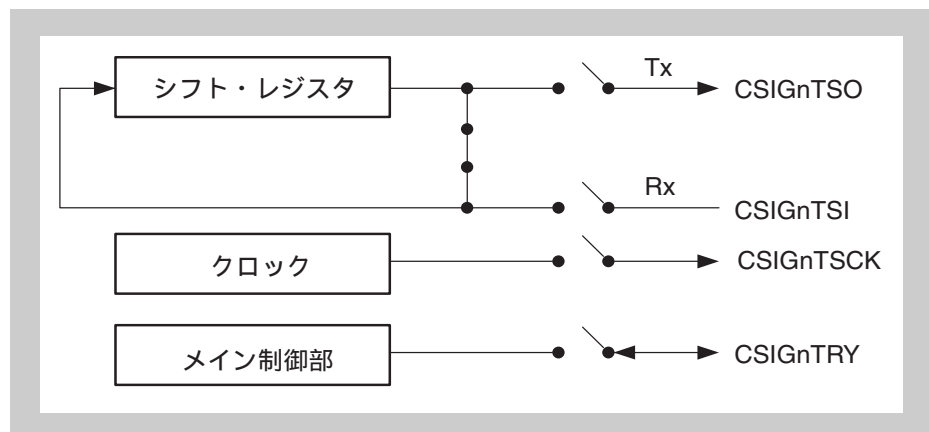 シフト・レジスタ
Tx
CSIGnTSO
Rx
CSIGnTSI
クロック
CSIGnTSCK
メイン制御部
CSIGnTRY